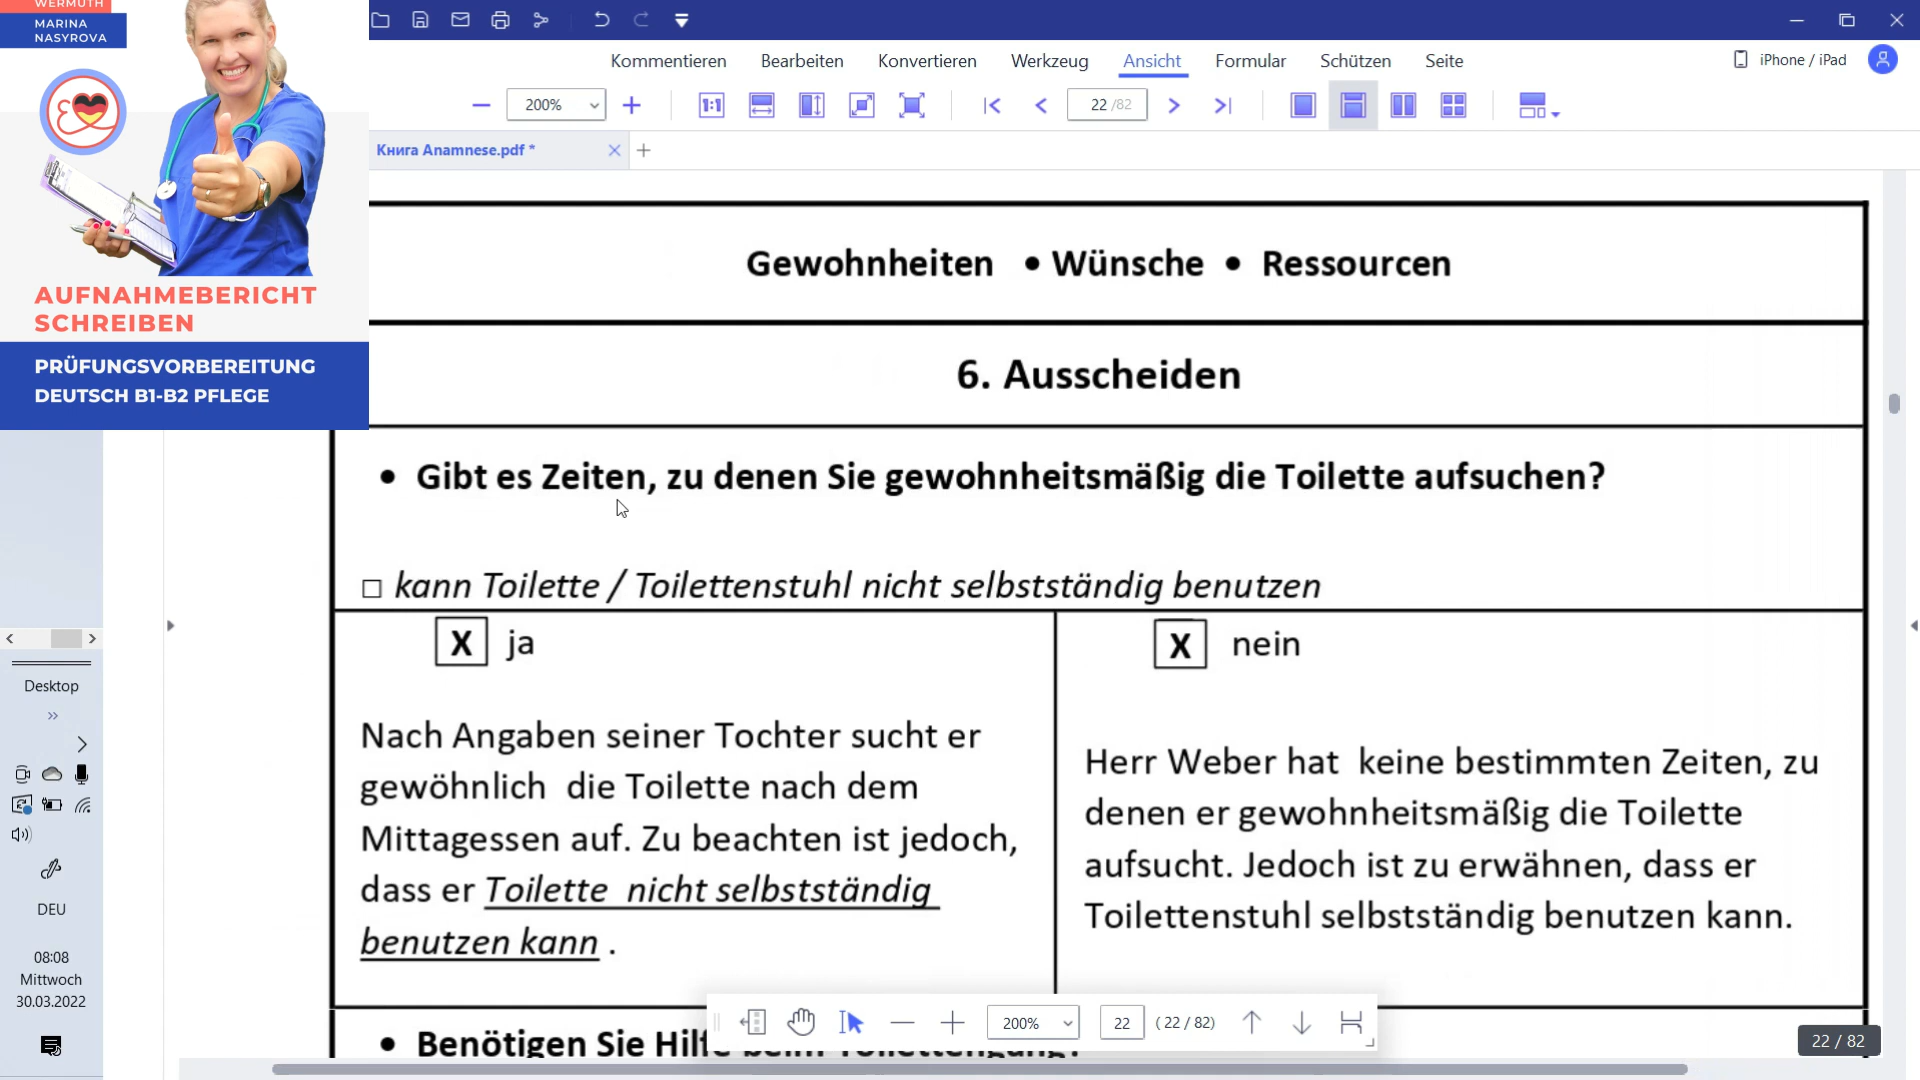 WERMUTH
MARINA
NASYROVA
AUFNAHMEBERICHT
SCHREIBEN
PRÜFUNGSVORBEREITUNG
DEUTSCH B1-B2 PFLEGE
Kommentieren Bearbeiten Konvertieren Werkzeug Ansicht Formular Schützen Seite iPhone / iPad
200% 1:1 22 /82
Книга Anamnese.pdf *
Gewohnheiten • Wünsche • Ressourcen
6. Ausscheiden
• Gibt es Zeiten, zu denen Sie gewohnheitsmäßig die Toilette aufsuchen?
□ kann Toilette / Toilettenstuhl nicht selbstständig benutzen
X ja
Nach Angaben seiner Tochter sucht er
gewöhnlich die Toilette nach dem
Mittagessen auf. Zu beachten ist jedoch,
dass er Toilette nicht selbstständig
benutzen kann .
X nein
Herr Weber hat keine bestimmten Zeiten, zu
denen er gewohnheitsmäßig die Toilette
aufsucht. Jedoch ist zu erwähnen, dass er
Toilettenstuhl selbstständig benutzen kann.
• Benötigen Sie Hilfe beim Toilettengang?
200% 22 ( 22 / 82)
22 / 82
Desktop
DEU
08:08
Mittwoch
30.03.2022